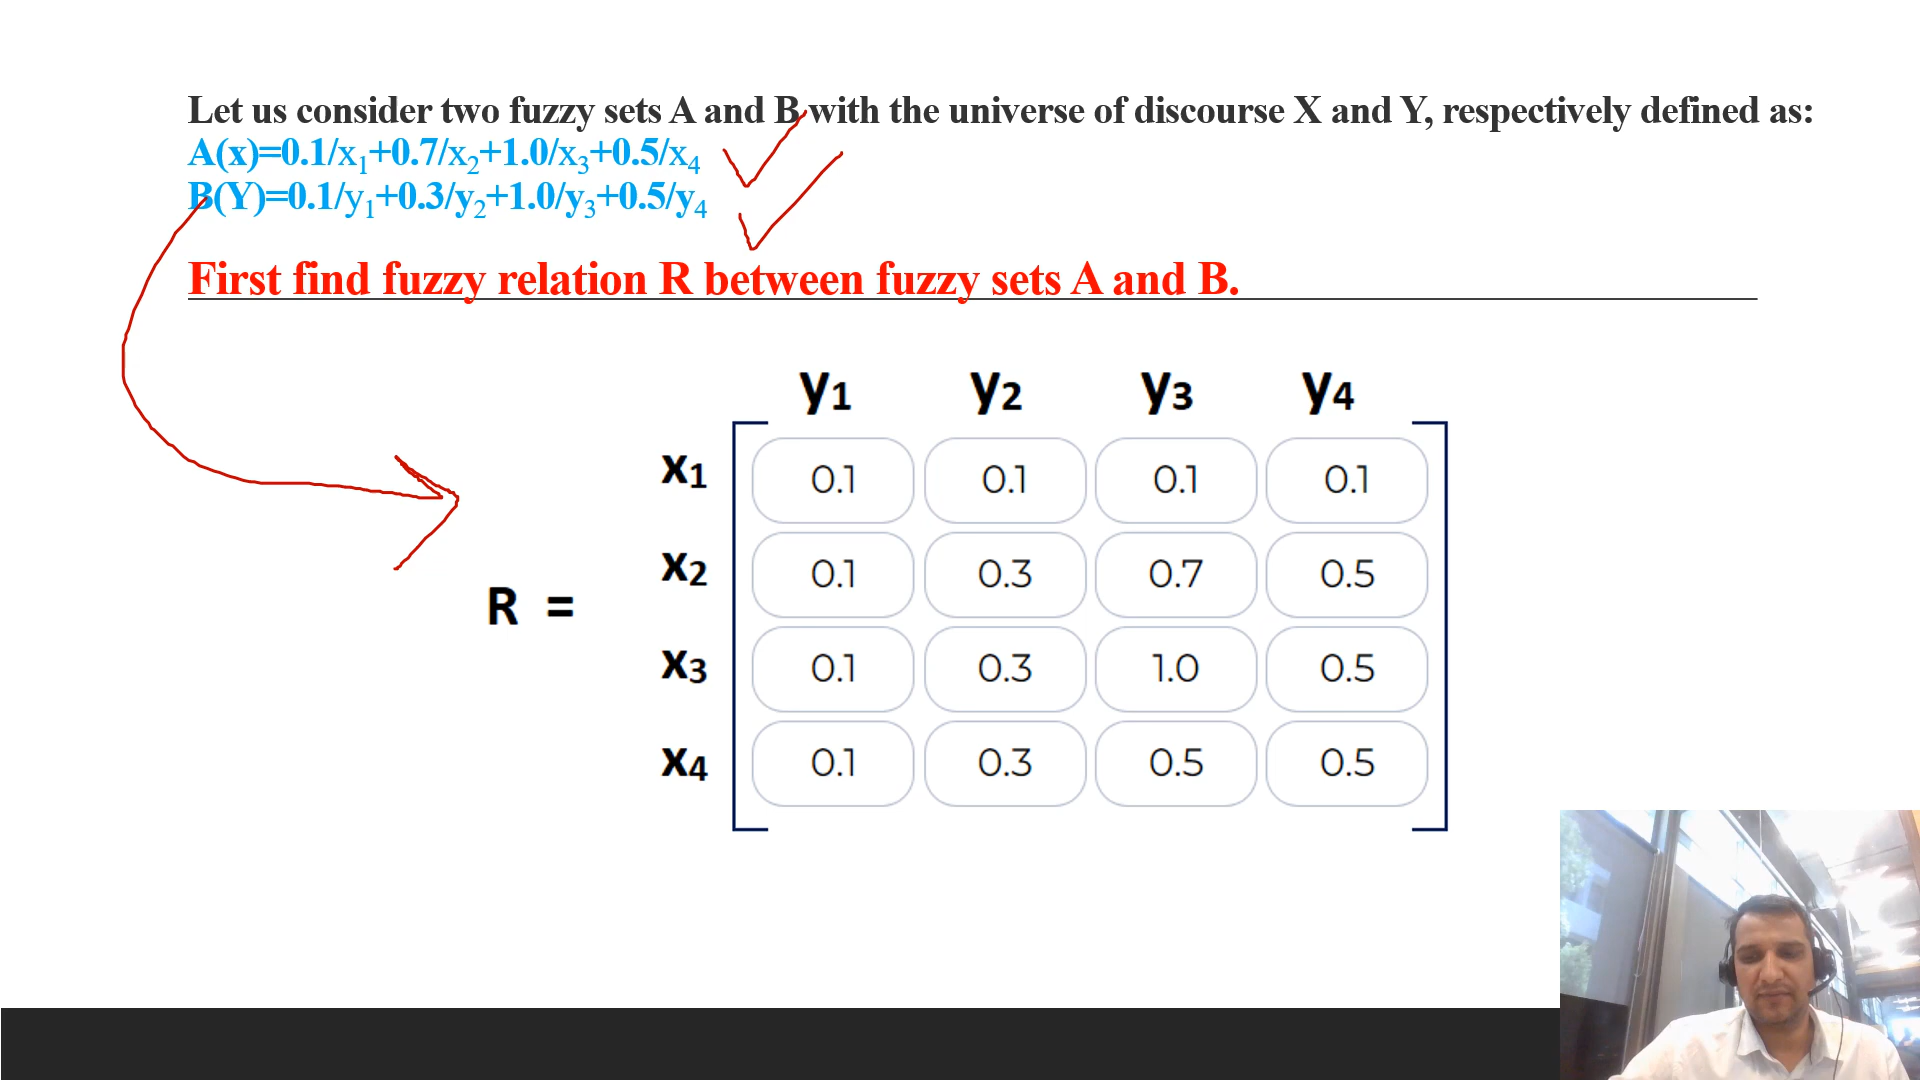 Let us consider two fuzzy sets A and B with the universe of discourse X and Y, respectively defined as:
A(x)=0.1/x₁+0.7/x₂+1.0/x₃+0.5/x₄
B(Y)=0.1/y₁+0.3/y₂+1.0/y₃+0.5/y₄
First find fuzzy relation R between fuzzy sets A and B.
y₁ y₂ y₃ y₄
x₁ 0.1 0.1 0.1 0.1
x₂ 0.1 0.3 0.7 0.5
R =
x₃ 0.1 0.3 1.0 0.5
x₄ 0.1 0.3 0.5 0.5